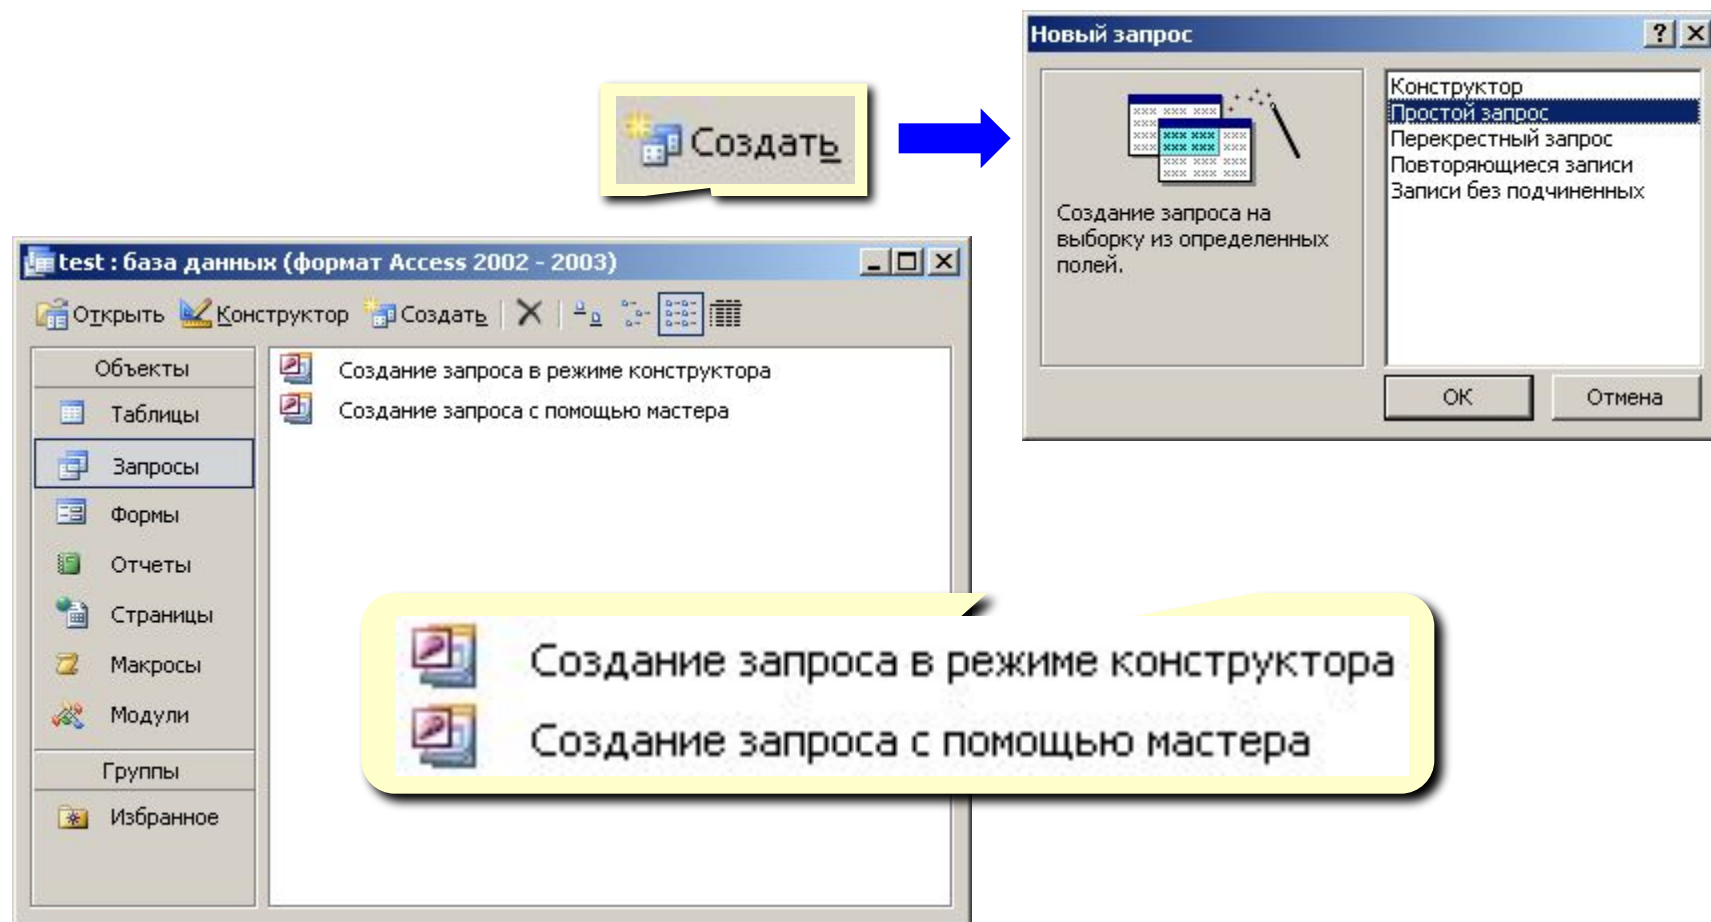 Создать
Новый запрос
Создание запроса на
выборку из определенных
полей.
Конструктор
Простой запрос
Перекрестный запрос
Повторяющиеся записи
Записи без подчиненных
ОК
Отмена
test : база данных (формат Access 2002 - 2003)
Открыть Конструктор Создать
Объекты
Таблицы
Запросы
Формы
Отчеты
Страницы
Макросы
Модули
Группы
Избранное
Создание запроса в режиме конструктора
Создание запроса с помощью мастера
Создание запроса в режиме конструктора
Создание запроса с помощью мастера